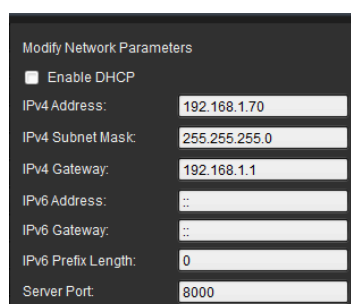 Modify Network Parameters
Enable DHCP
IPv4 Address: 192.168.1.70
IPv4 Subnet Mask: 255.255.255.0
IPv4 Gateway: 192.168.1.1
IPv6 Address: ::
IPv6 Gateway: ::
IPv6 Prefix Length: 0
Server Port: 8000